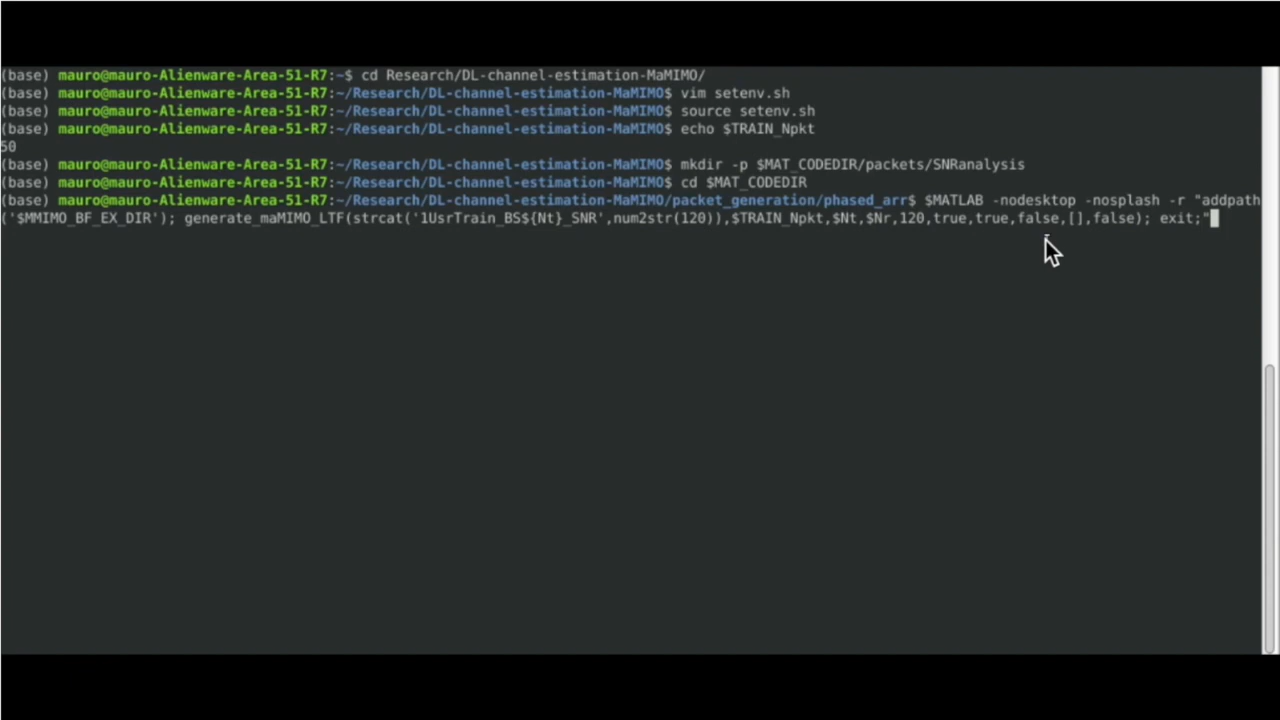 (base) mauro@mauro-Alienware-Area-51-R7:~$ cd Research/DL-channel-estimation-MaMIMO/
(base) mauro@mauro-Alienware-Area-51-R7:~/Research/DL-channel-estimation-MaMIMO$ vim setenv.sh
(base) mauro@mauro-Alienware-Area-51-R7:~/Research/DL-channel-estimation-MaMIMO$ source setenv.sh
(base) mauro@mauro-Alienware-Area-51-R7:~/Research/DL-channel-estimation-MaMIMO$ echo $TRAIN_Npkt
50
(base) mauro@mauro-Alienware-Area-51-R7:~/Research/DL-channel-estimation-MaMIMO$ mkdir -p $MAT_CODEDIR/packets/SNRanalysis
(base) mauro@mauro-Alienware-Area-51-R7:~/Research/DL-channel-estimation-MaMIMO$ cd $MAT_CODEDIR
(base) mauro@mauro-Alienware-Area-51-R7:~/Research/DL-channel-estimation-MaMIMO/packet_generation/phased_arr$ $MATLAB -nodesktop -nosplash -r "addpath
('$MMIMO_BF_EX_DIR'); generate_maMIMO_LTF(strcat('1UsrTrain_BS${Nt}_SNR',num2str(120)),$TRAIN_Npkt,$Nt,$Nr,120,true,true,false,[],false); exit;"